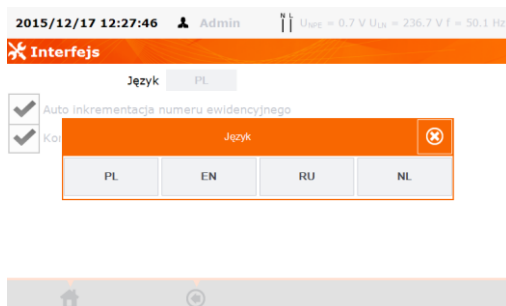 2015/12/17 12:27:46 Admin N L U_NPE = 0.7 V U_LN = 236.7 V f = 50.1 Hz
Interfejs
Język PL
Auto inkrementacja numeru ewidencyjnego
Kor
Język
PL EN RU NL